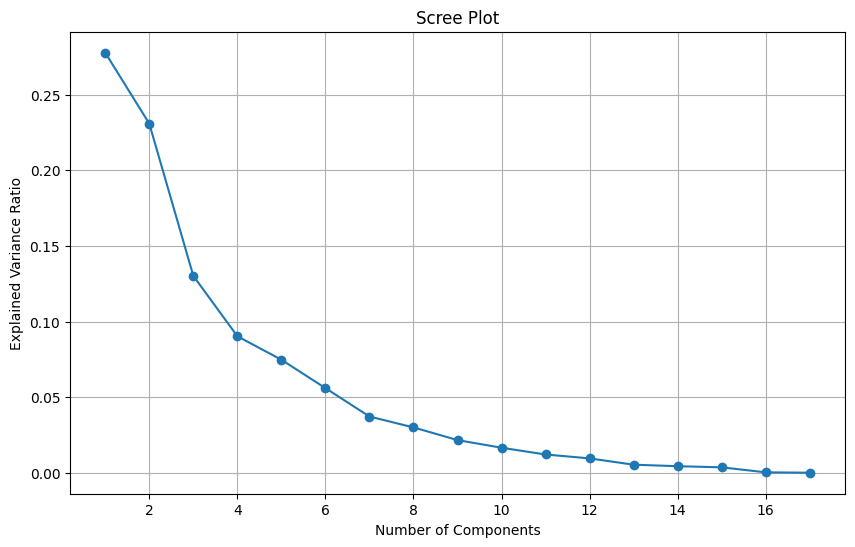 Scree Plot
Explained Variance Ratio
0.25
0.20
0.15
0.10
0.05
0.00
2 4 6 8 10 12 14 16
Number of Components